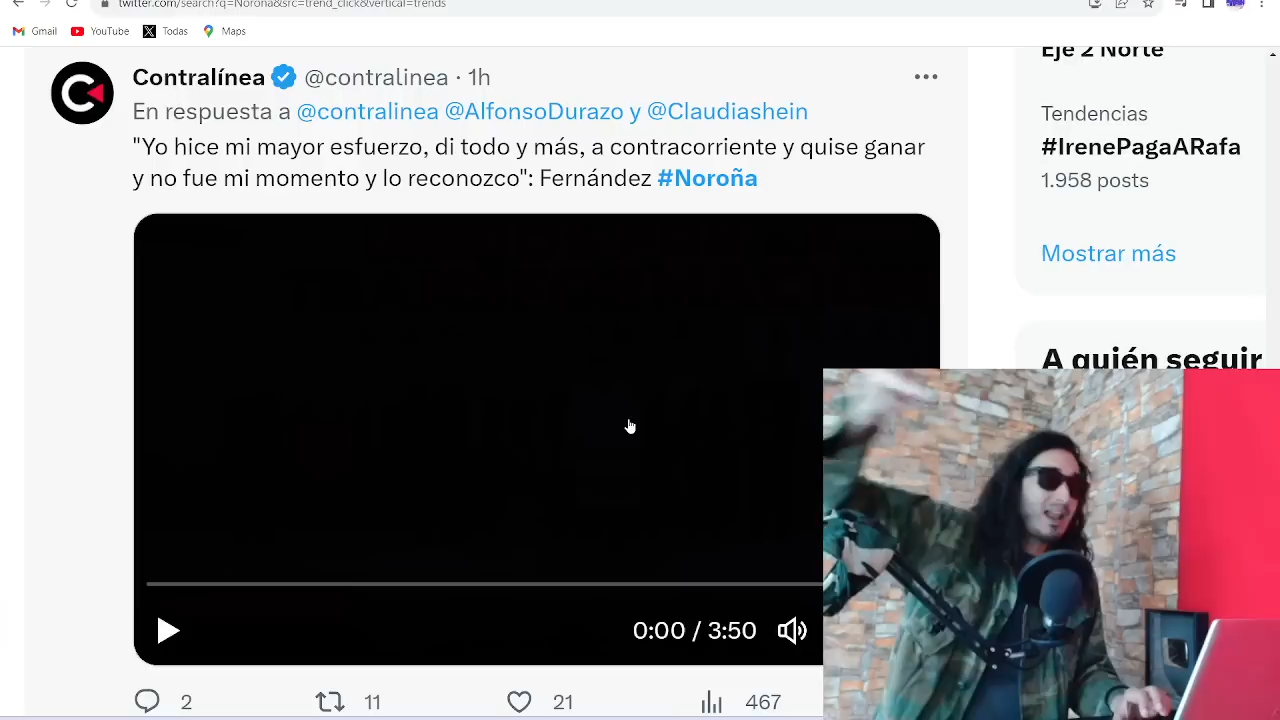 twitter.com/search?q=Norona&src=trend_click&vertical=trends
Gmail YouTube Todas Maps
Contralínea @contralinea · 1h
En respuesta a @contralinea @AlfonsoDurazo y @Claudiashein
"Yo hice mi mayor esfuerzo, di todo y más, a contracorriente y quise ganar
y no fue mi momento y lo reconozco": Fernández #Noroña
0:00 / 3:50
2 11 21 467
Eje 2 Norte
Tendencias
#IrenePagaARafa
1.958 posts
Mostrar más
A quién seguir